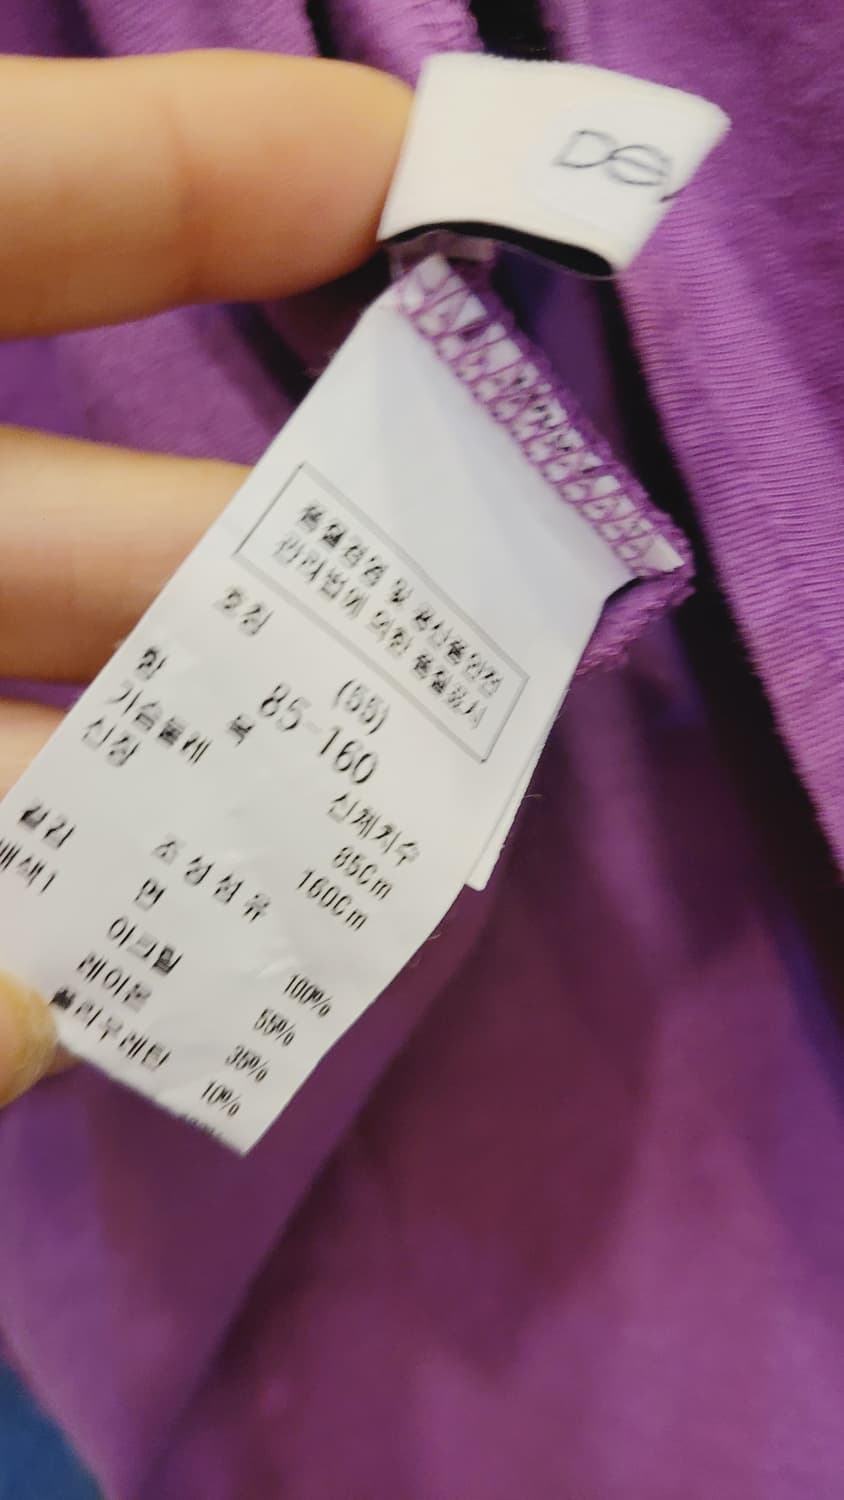 품질경영 및 공산품안전
관리법에 의한 품질표시
호칭 (55)
85-160
항 목 신체치수
가슴둘레 85cm
신장 160cm
조성섬유
겉감 면 100%
배색1 아크릴 55%
레이온 35%
폴리우레탄 10%